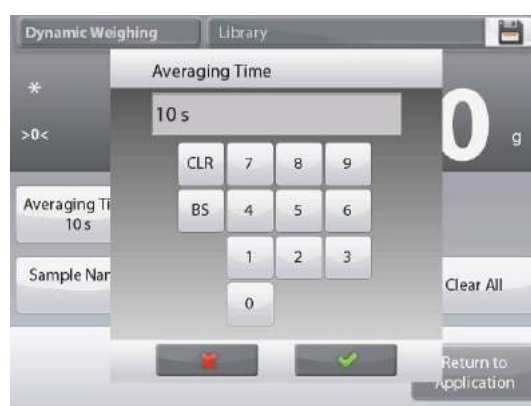 Dynamic Weighing
Library
Averaging Time
*
10 s
>0<
0
g
CLR 7 8 9
Averaging Ti
10 s
BS 4 5 6
1 2 3
Sample Nar
Clear All
0
Return to
Application